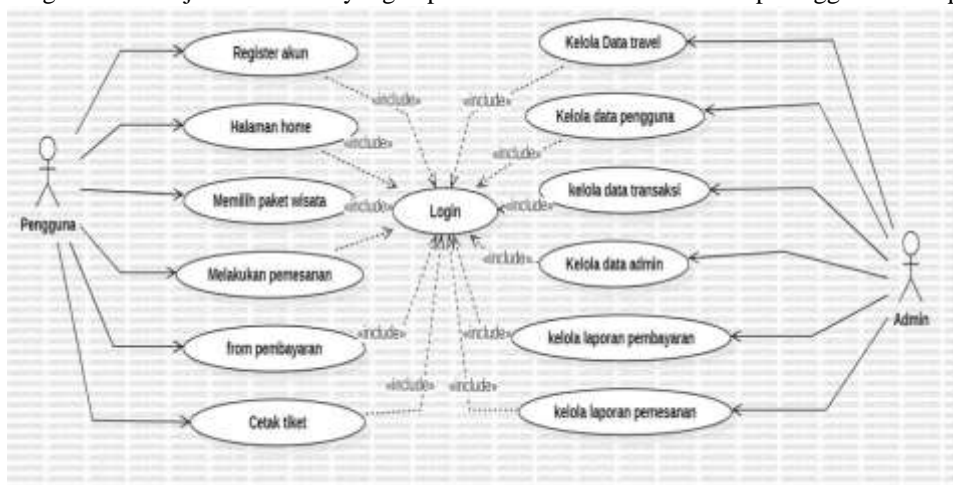 Register akun
Kelola Data travel
«include»
«include»
Halaman home
Kelola data pengguna
«include»
«include»
Memilih paket wisata
«include»
Login
«include»
kelola data transaksi
Pengguna
Melakukan pemesanan
«include»
Kelola data admin
Admin
from pembayaran
«include»
«include»
kelola laporan pembayaran
Cetak tiket
«include»
«include»
kelola laporan pemesanan